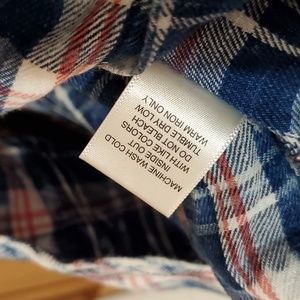 MACHINE WASH COLD
INSIDE OUT
WITH LIKE COLORS
DO NOT BLEACH
TUMBLE DRY LOW
WARM IRON ONLY